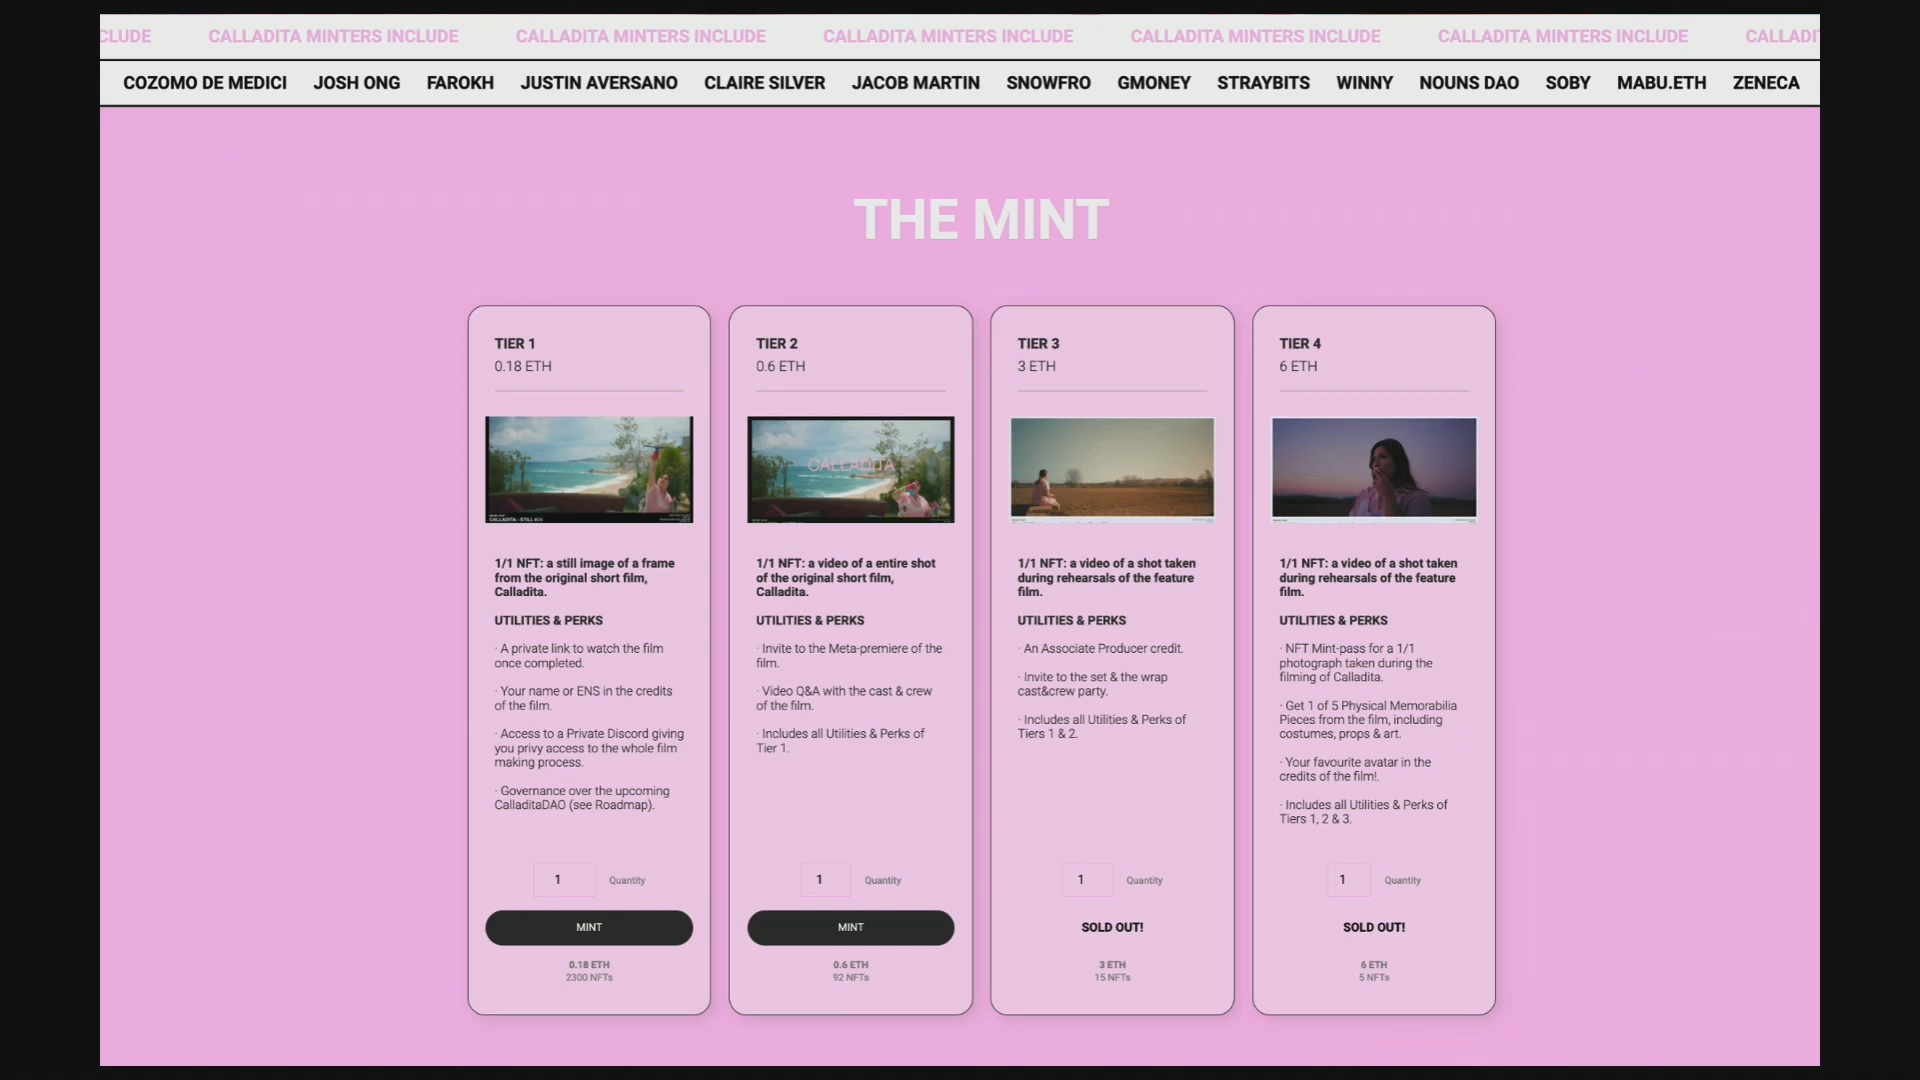 CLUDE CALLADITA MINTERS INCLUDE CALLADITA MINTERS INCLUDE CALLADITA MINTERS INCLUDE CALLADITA MINTERS INCLUDE CALLADITA MINTERS INCLUDE CALLADIT
COZOMO DE MEDICI JOSH ONG FAROKH JUSTIN AVERSANO CLAIRE SILVER JACOB MARTIN SNOWFRO GMONEY STRAYBITS WINNY NOUNS DAO SOBY MABU.ETH ZENECA
THE MINT
TIER 1
0.18 ETH
CALLADITA - STILL
1/1 NFT: a still image of a frame
from the original short film,
Calladita.
UTILITIES & PERKS
· A private link to watch the film
once completed.
· Your name or ENS in the credits
of the film.
· Access to a Private Discord giving
you privy access to the whole film
making process.
· Governance over the upcoming
CalladitaDAO (see Roadmap).
1 Quantity
MINT
0.18 ETH
2300 NFTs
TIER 2
0.6 ETH
CALLADITA
1/1 NFT: a video of a entire shot
of the original short film,
Calladita.
UTILITIES & PERKS
· Invite to the Meta-premiere of the
film.
· Video Q&A with the cast & crew
of the film.
· Includes all Utilities & Perks of
Tier 1.
1 Quantity
MINT
0.6 ETH
92 NFTs
TIER 3
3 ETH
1/1 NFT: a video of a shot taken
during rehearsals of the feature
film.
UTILITIES & PERKS
· An Associate Producer credit.
· Invite to the set & the wrap
cast&crew party.
· Includes all Utilities & Perks of
Tiers 1 & 2.
1 Quantity
SOLD OUT!
3 ETH
15 NFTs
TIER 4
6 ETH
1/1 NFT: a video of a shot taken
during rehearsals of the feature
film.
UTILITIES & PERKS
· NFT Mint-pass for a 1/1
photograph taken during the
filming of Calladita.
· Get 1 of 5 Physical Memorabilia
Pieces from the film, including
costumes, props & art.
· Your favourite avatar in the
credits of the film!.
· Includes all Utilities & Perks of
Tiers 1, 2 & 3.
1 Quantity
SOLD OUT!
6 ETH
5 NFTs